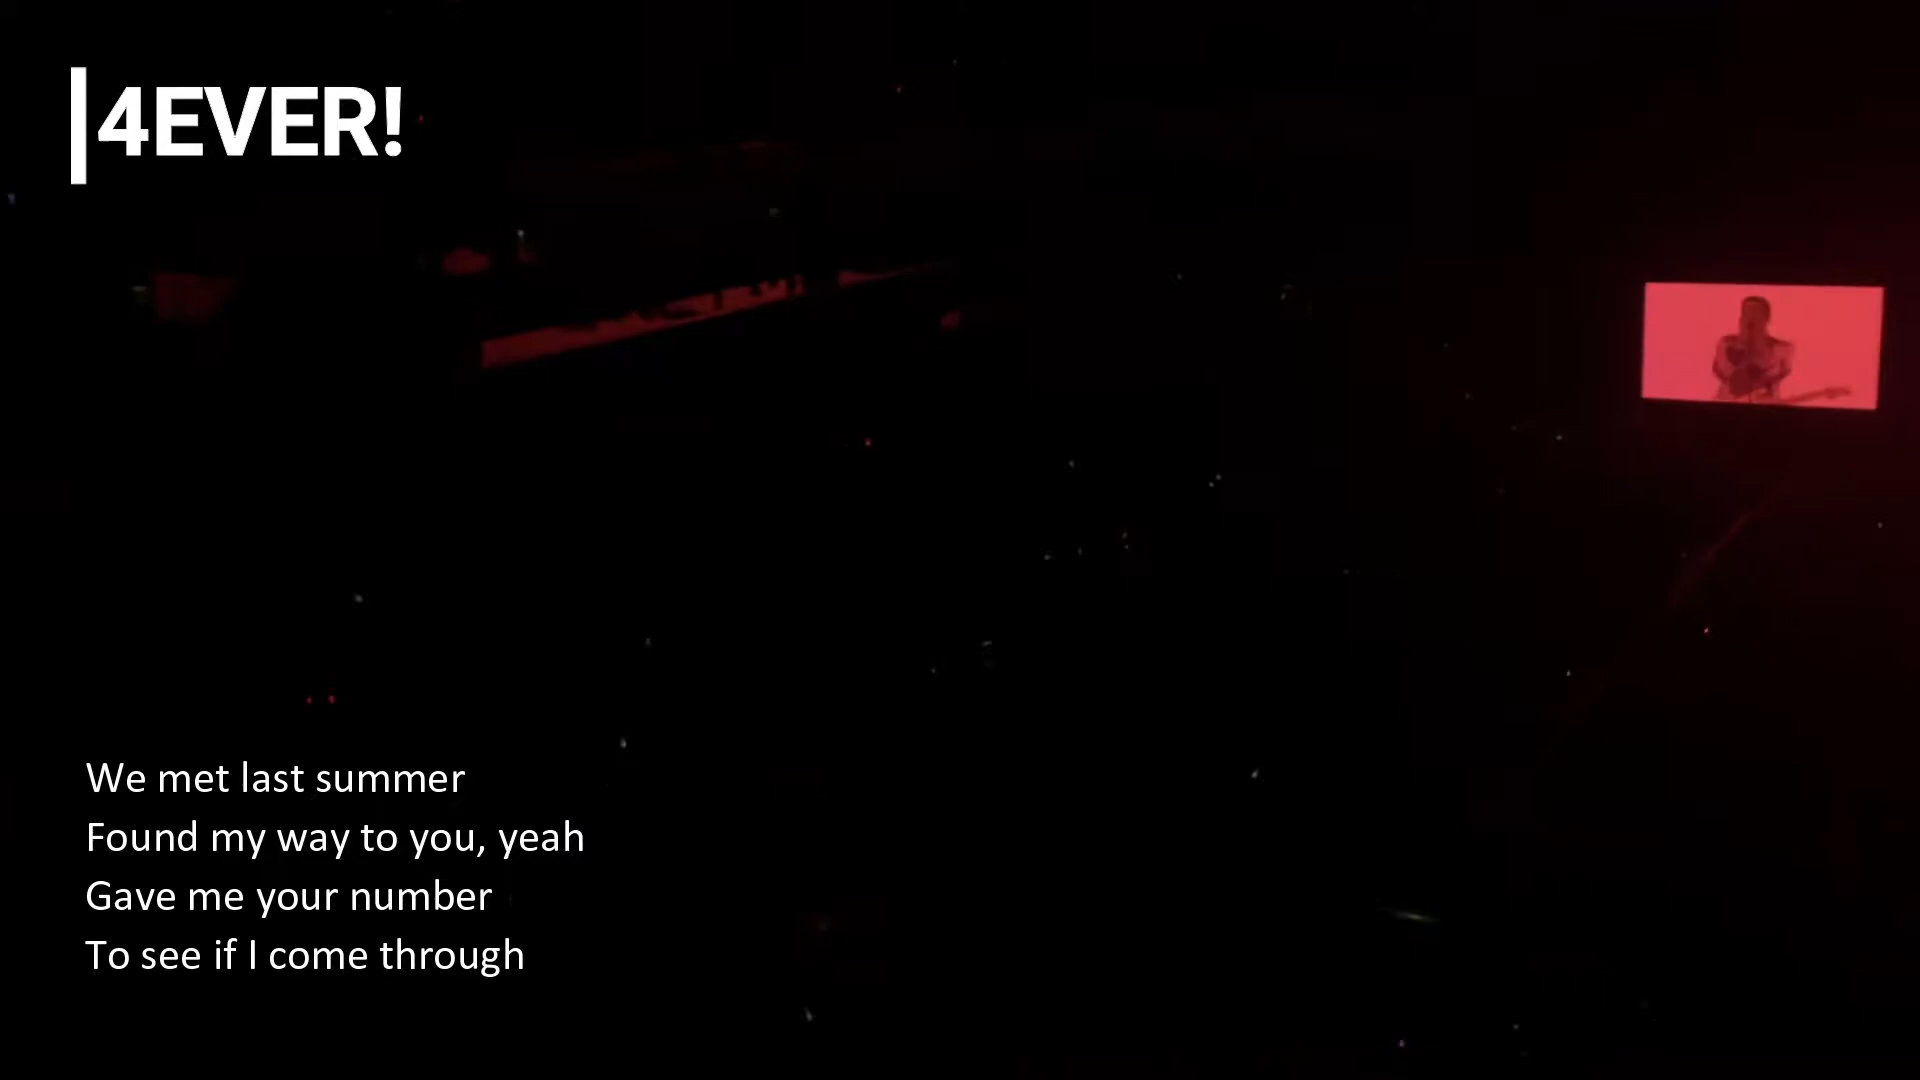 4EVER!
We met last summer
Found my way to you, yeah
Gave me your number
To see if I come through